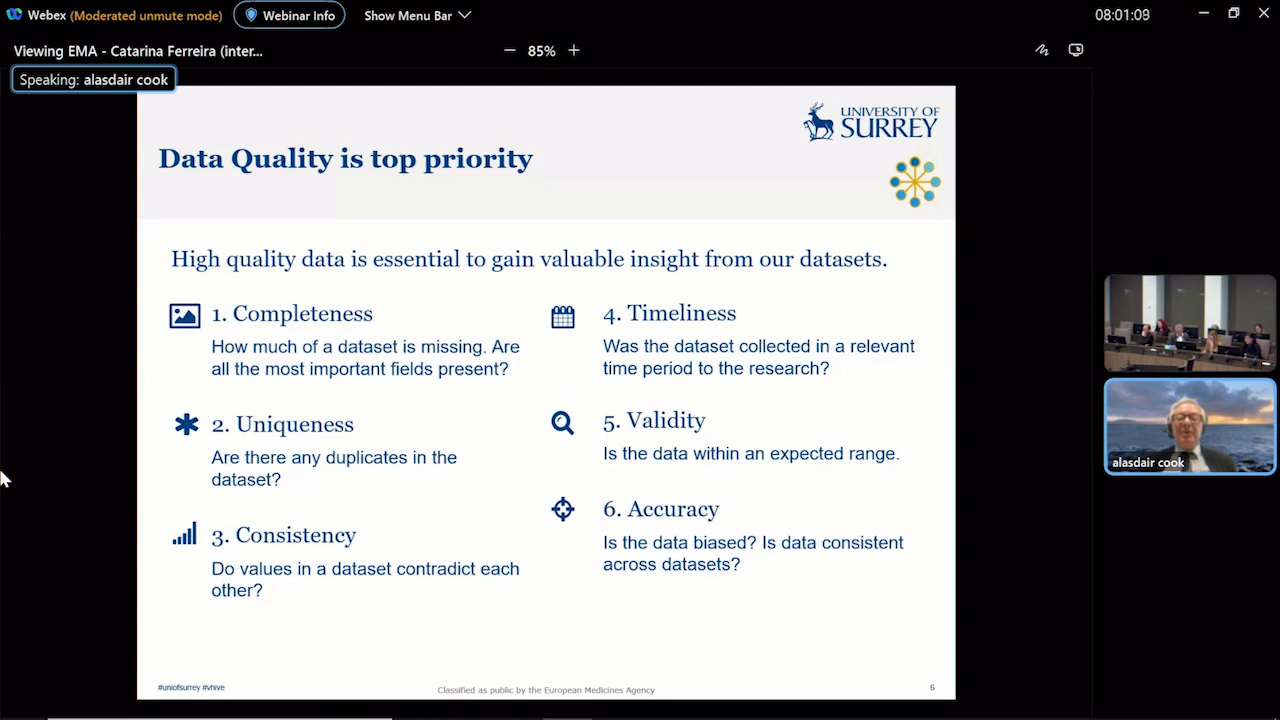 Webex (Moderated unmute mode) Webinar Info Show Menu Bar 08:01:09
Viewing EMA - Catarina Ferreira (inter... 85%
Speaking: alasdair cook
UNIVERSITY OF
SURREY
Data Quality is top priority
High quality data is essential to gain valuable insight from our datasets.
1. Completeness
How much of a dataset is missing. Are
all the most important fields present?
2. Uniqueness
Are there any duplicates in the
dataset?
3. Consistency
Do values in a dataset contradict each
other?
4. Timeliness
Was the dataset collected in a relevant
time period to the research?
5. Validity
Is the data within an expected range.
6. Accuracy
Is the data biased? Is data consistent
across datasets?
alasdair cook
#uniofsurrey #vhive
Classified as public by the European Medicines Agency
6